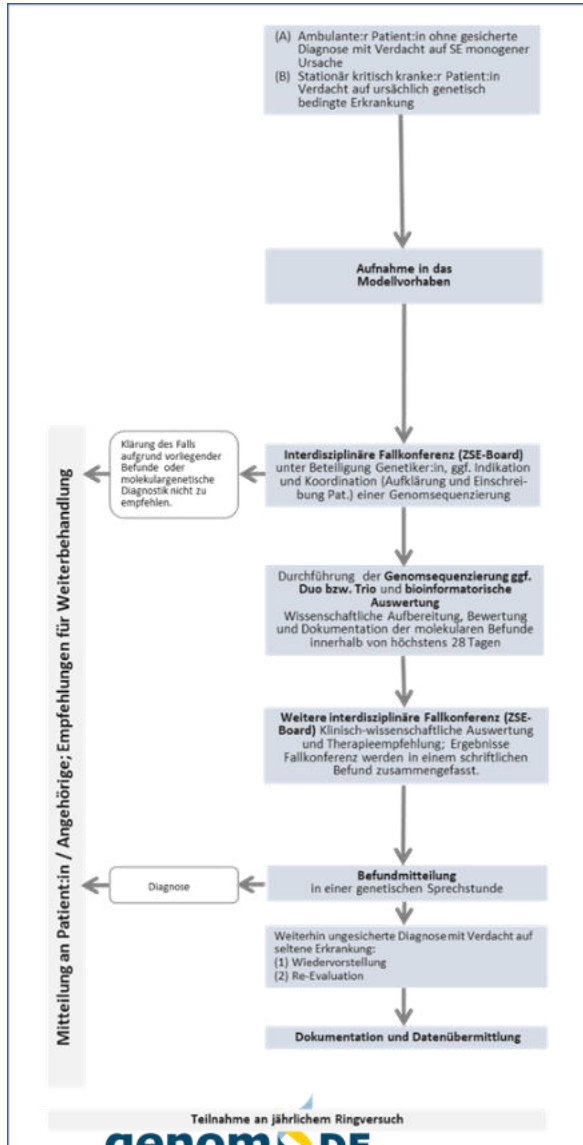 (A) Ambulante:r Patient:in ohne gesicherte
Diagnose mit Verdacht auf SE monogener
Ursache
(B) Stationär kritisch kranke:r Patient:in
Verdacht auf ursächlich genetisch
bedingte Erkrankung
Aufnahme in das
Modellvorhaben
Mitteilung an Patient:in / Angehörige; Empfehlungen für Weiterbehandlung
Klärung des Falls
aufgrund vorliegender
Befunde oder
molekulargenetische
Diagnostik nicht zu
empfehlen.
Interdisziplinäre Fallkonferenz (ZSE-Board)
unter Beteiligung Genetiker:in, ggf. Indikation
und Koordination (Aufklärung und Einschrei-
bung Pat.) einer Genomsequenzierung
Durchführung der Genomsequenzierung ggf.
Duo bzw. Trio und bioinformatorische
Auswertung
Wissenschaftliche Aufbereitung, Bewertung
und Dokumentation der molekularen Befunde
innerhalb von höchstens 28 Tagen
Weitere interdisziplinäre Fallkonferenz (ZSE-
Board) Klinisch-wissenschaftliche Auswertung
und Therapieempfehlung; Ergebnisse
Fallkonferenz werden in einem schriftlichen
Befund zusammengefasst.
Diagnose
Befundmitteilung
in einer genetischen Sprechstunde
Weiterhin ungesicherte Diagnose mit Verdacht auf
seltene Erkrankung:
(1) Wiedervorstellung
(2) Re-Evaluation
Dokumentation und Datenübermittlung
Teilnahme an jährlichem Ringversuch
genom DE